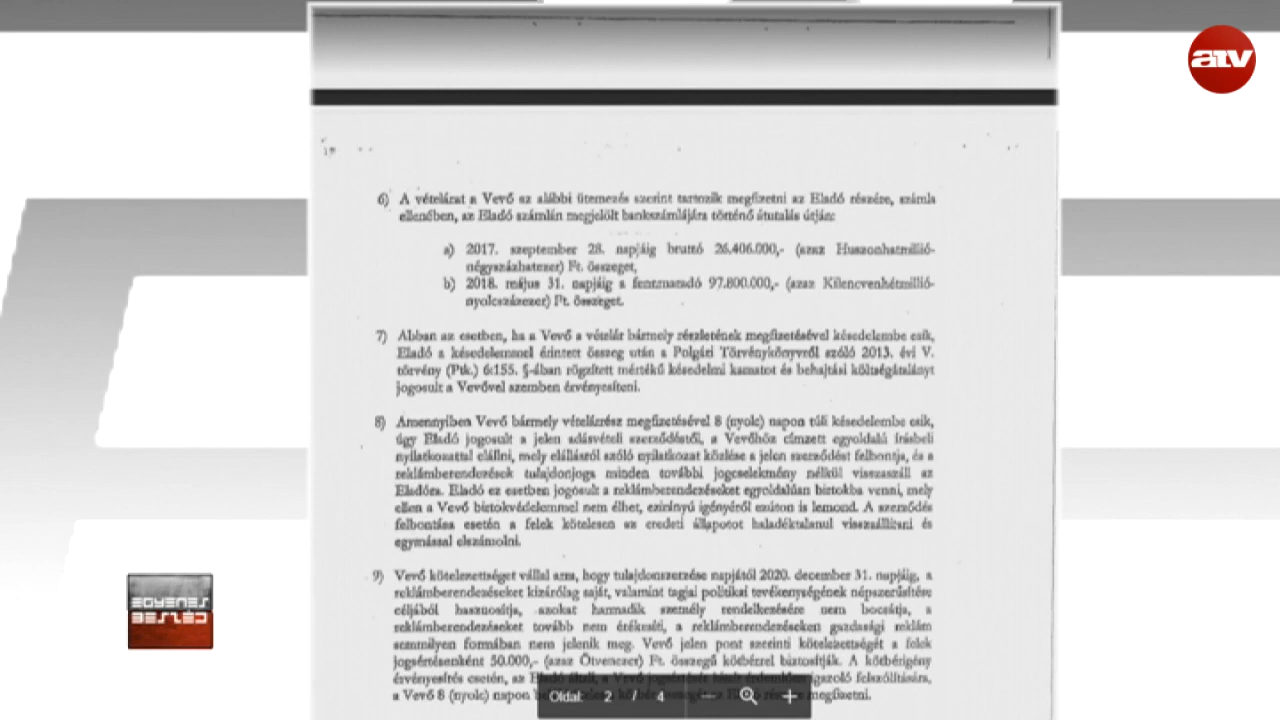 atv
6) A vételárat a Vevő az alábbi ütemezés szerint tartozik megfizetni az Eladó részére, számla
ellenében, az Eladó számlán megjelölt bankszámlájára történő átutalás útján:
a) 2017. szeptember 28. napjáig bruttó 26.406.000,- (azaz Huszonhatmillió-
négyszázhatezer) Ft. összeget,
b) 2018. május 31. napjáig a fennmaradó 97.800.000,- (azaz Kilencvenhétmillió-
nyolcszázezer) Ft. összeget.
7) Abban az esetben, ha a Vevő a vételár bármely részletének megfizetésével késedelembe esik,
Eladó a késedelemmel érintett összeg után a Polgári Törvénykönyvről szóló 2013. évi V.
törvény (Ptk.) 6:155. §-ában rögzített mértékű késedelmi kamatot és behajtási költségátalányt
jogosult a Vevővel szemben érvényesíteni.
8) Amennyiben Vevő bármely vételárrész megfizetésével 8 (nyolc) napon túli késedelembe esik,
úgy Eladó jogosult a jelen adásvételi szerződéstől, a Vevőhöz címzett egyoldalú írásbeli
nyilatkozattal elállni, mely elállásról szóló nyilatkozat közlése a jelen szerződést felbontja, és a
reklámberendezések tulajdonjoga minden további jogcselekmény nélkül visszaszáll az
Eladóra. Eladó ez esetben jogosult a reklámberendezéseket egyoldalúan birtokba venni, mely
ellen a Vevő birtokvédelemmel nem élhet, ezirányú igényéről ezúton is lemond. A szerződés
felbontása esetén a felek kötelesen az eredeti állapotot haladéktalanul visszaállítani és
egymással elszámolni.
9) Vevő kötelezettséget vállal arra, hogy tulajdonszerzése napjától 2020. december 31. napjáig, a
reklámberendezéseket kizárólag saját, valamint tagjai politikai tevékenységének népszerűsítése
céljából hasznosítja, azokat harmadik személy rendelkezésére nem bocsátja, a
reklámberendezéseket tovább nem értékesíti, a reklámberendezéseken gazdasági reklám
semmilyen formában nem jelenik meg. Vevő jelen pont szerinti kötelezettségét a felek
jogsértésenként 50.000,- (azaz Ötvenezer) Ft. összegű kötbérrel biztosítják. A kötbérigény
érvényesítés esetén, az Eladó általi, a Vevő felszólítására,
a Vevő 8 (nyolc) napon megfizetni.
EGYENES
BESZÉD
Oldal: 2 / 4